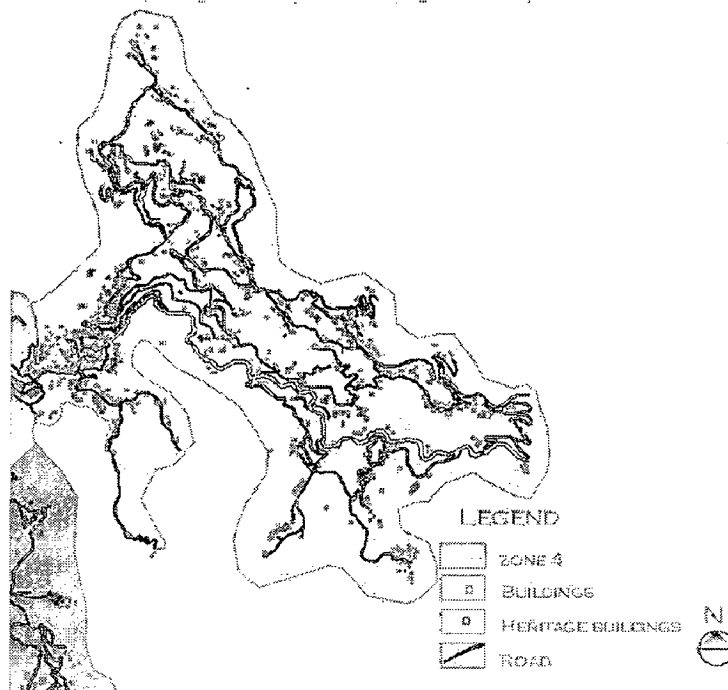 LEGEND
ZONE 4
BUILDINGS
HERITAGE BUILDINGS
ROAD
N